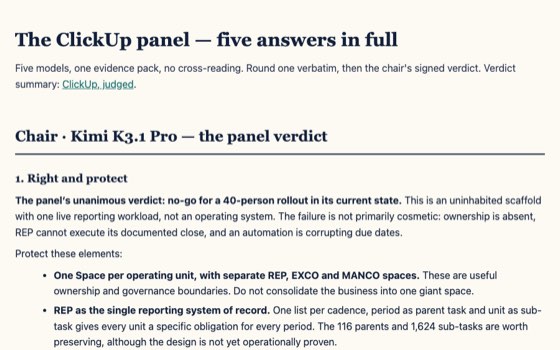 The ClickUp panel — five answers in full
Five models, one evidence pack, no cross-reading. Round one verbatim, then the chair's signed verdict. Verdict
summary: ClickUp, judged.
Chair · Kimi K3.1 Pro — the panel verdict
1. Right and protect
The panel's unanimous verdict: no-go for a 40-person rollout in its current state. This is an uninhabited scaffold
with one live reporting workload, not an operating system. The failure is not primarily cosmetic: ownership is absent,
REP cannot execute its documented close, and an automation is corrupting due dates.
Protect these elements:
• One Space per operating unit, with separate REP, EXCO and MANCO spaces. These are useful
ownership and governance boundaries. Do not consolidate the business into one giant space.
• REP as the single reporting system of record. One list per cadence, period as parent task and unit as sub-
task gives every unit a specific obligation for every period. The 116 parents and 1,624 sub-tasks are worth
preserving, although the design is not yet operationally proven.